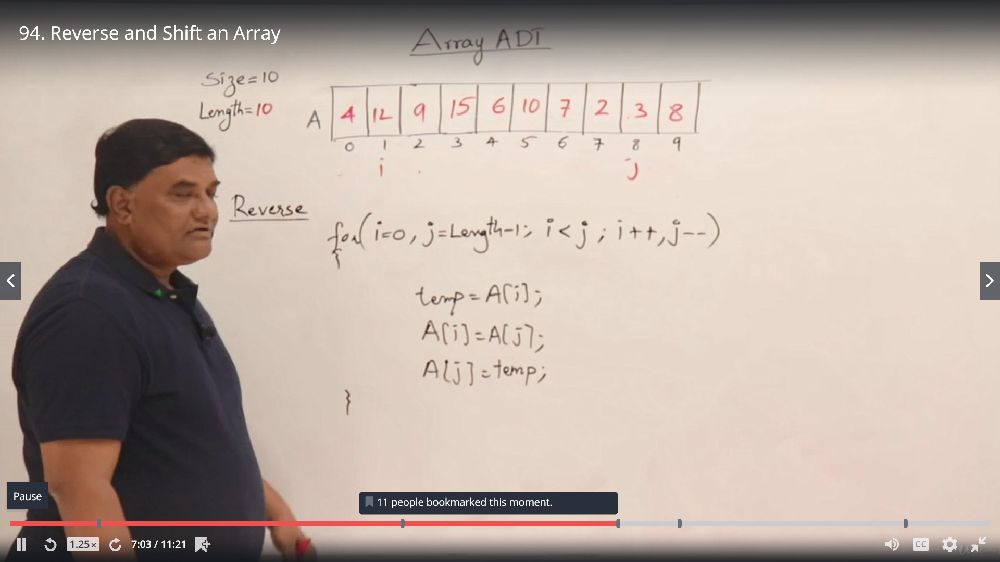 94. Reverse and Shift an Array
Array ADT
Size=10
Length=10
A 4 12 9 15 6 10 7 2 3 8
0 1 2 3 4 5 6 7 8 9
i j
Reverse
for(i=0, j=Length-1; i<j; i++,j--)
{
temp=A[i];
A[i]=A[j];
A[j]=temp;
}
Pause
11 people bookmarked this moment.
1.25×
7:03 / 11:21
CC